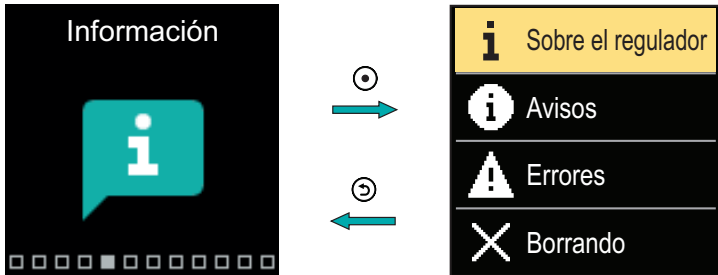 Información
Sobre el regulador
Avisos
Errores
Borrando